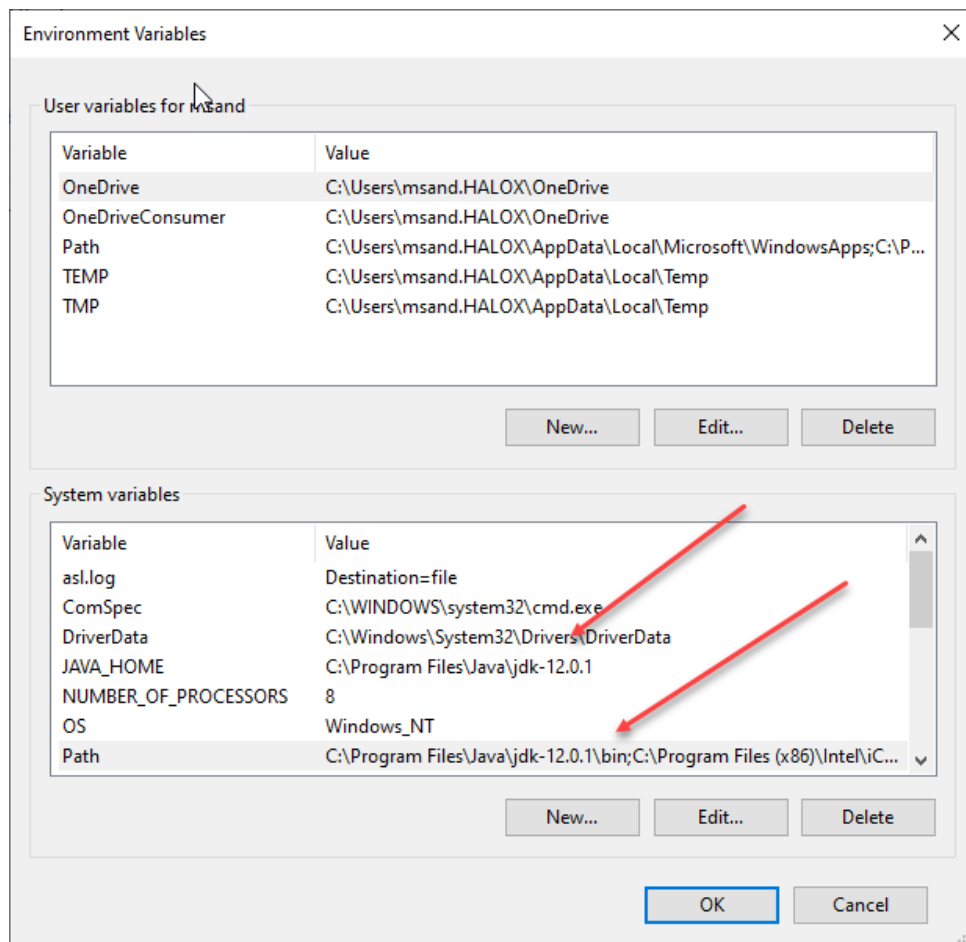 Environment Variables
User variables for msand
Variable Value
OneDrive C:\Users\msand.HALOX\OneDrive
OneDriveConsumer C:\Users\msand.HALOX\OneDrive
Path C:\Users\msand.HALOX\AppData\Local\Microsoft\WindowsApps;C:\P...
TEMP C:\Users\msand.HALOX\AppData\Local\Temp
TMP C:\Users\msand.HALOX\AppData\Local\Temp
New... Edit... Delete
System variables
Variable Value
asl.log Destination=file
ComSpec C:\WINDOWS\system32\cmd.exe
DriverData C:\Windows\System32\Drivers\DriverData
JAVA_HOME C:\Program Files\Java\jdk-12.0.1
NUMBER_OF_PROCESSORS 8
OS Windows_NT
Path C:\Program Files\Java\jdk-12.0.1\bin;C:\Program Files (x86)\Intel\iC...
New... Edit... Delete
OK Cancel